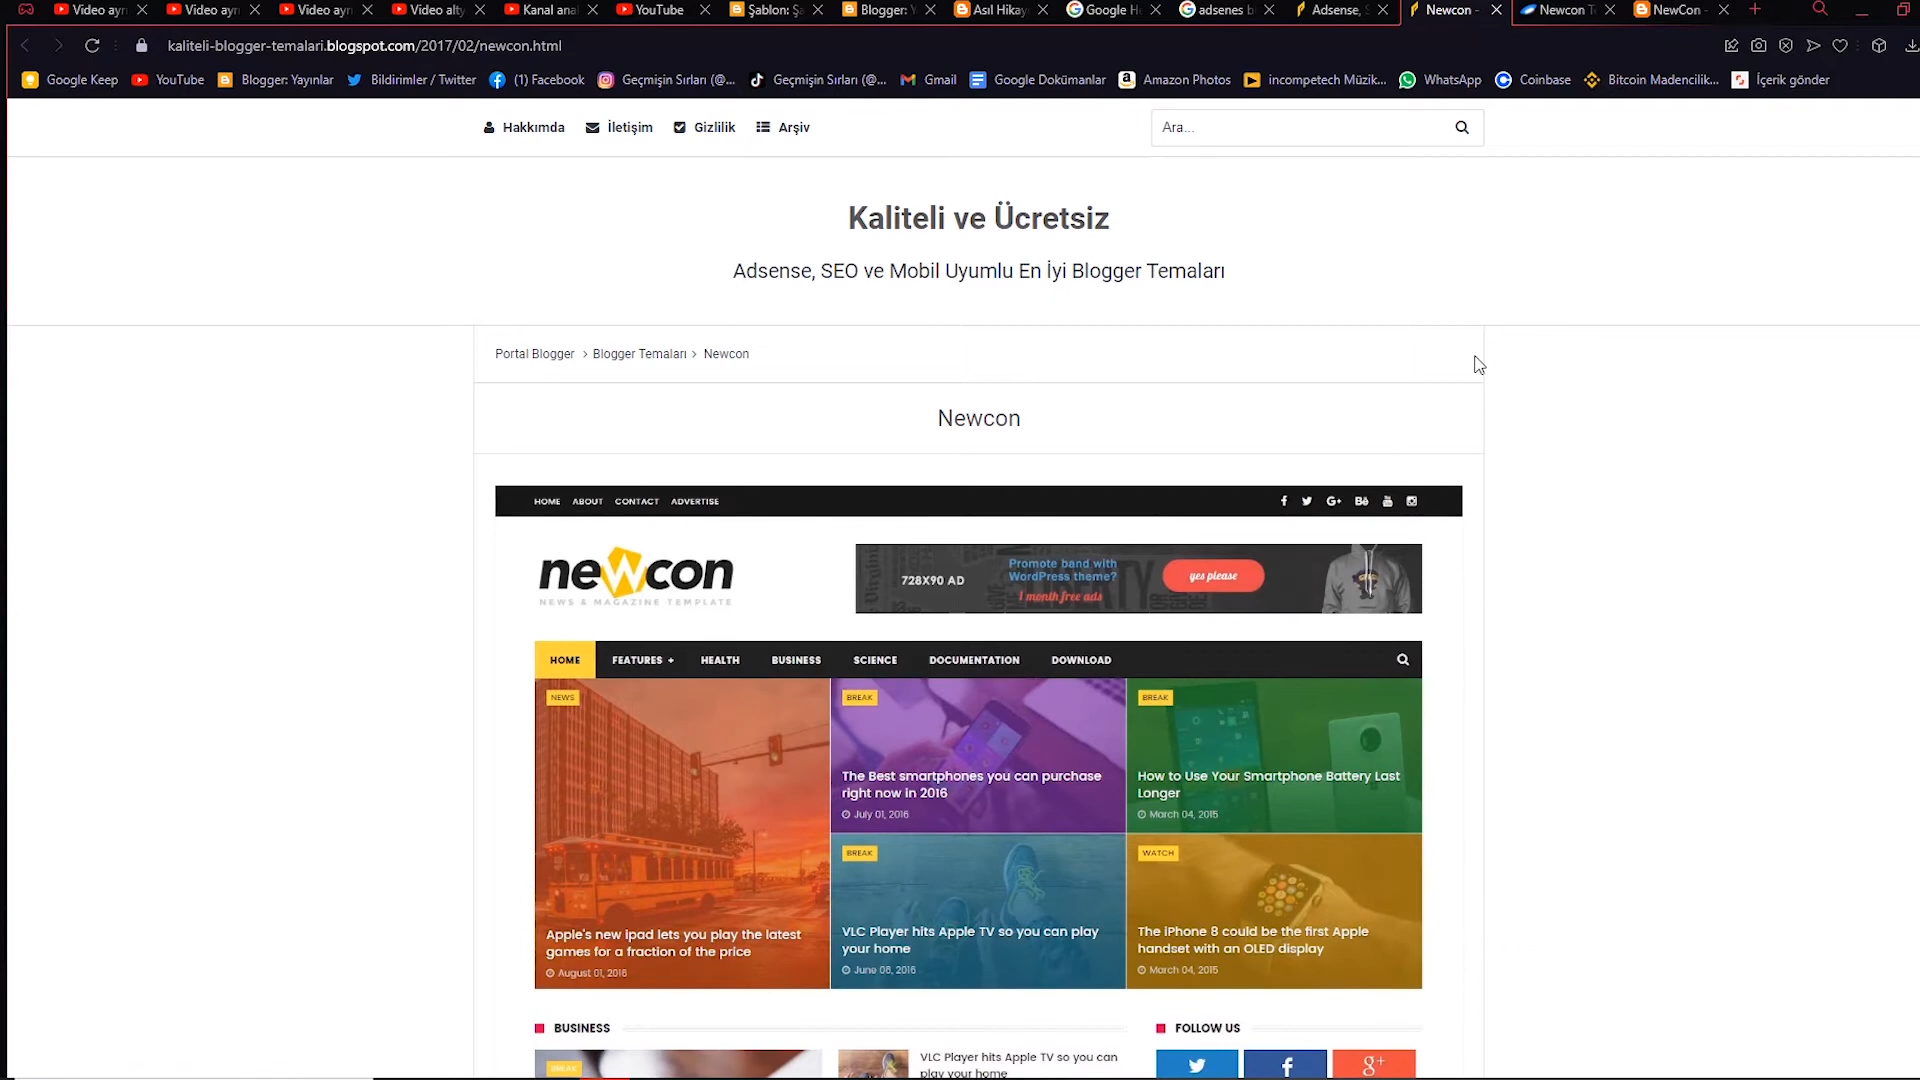 Video ayrı
Video ayrı
Video ayrı
Video alty
Kanal anal
YouTube
Şablon: Şa
Blogger: Y
Asıl Hikay
Google He
adsenes bl
Adsense, S
Newcon -
Newcon T
NewCon -
kaliteli-blogger-temalari.blogspot.com/2017/02/newcon.html
Google Keep
YouTube
Blogger: Yayınlar
Bildirimler / Twitter
(1) Facebook
Geçmişin Sırları (@...
Geçmişin Sırları (@...
Gmail
Google Dokümanlar
Amazon Photos
incompetech Müzik...
WhatsApp
Coinbase
Bitcoin Madencilik...
İçerik gönder
Hakkımda
İletişim
Gizlilik
Arşiv
Ara...
Kaliteli ve Ücretsiz
Adsense, SEO ve Mobil Uyumlu En İyi Blogger Temaları
Portal Blogger > Blogger Temaları > Newcon
Newcon
HOME ABOUT CONTACT ADVERTISE
newcon
NEWS & MAGAZINE TEMPLATE
728X90 AD
Promote band with
WordPress theme?
1 month free ads
yes please
HOME FEATURES + HEALTH BUSINESS SCIENCE DOCUMENTATION DOWNLOAD
NEWS
Apple's new ipad lets you play the latest
games for a fraction of the price
August 01, 2016
BREAK
The Best smartphones you can purchase
right now in 2016
July 01, 2016
BREAK
How to Use Your Smartphone Battery Last
Longer
March 04, 2015
BREAK
VLC Player hits Apple TV so you can play
your home
June 08, 2016
WATCH
The iPhone 8 could be the first Apple
handset with an OLED display
March 04, 2015
BUSINESS
BREAK
VLC Player hits Apple TV so you can
play your home
FOLLOW US